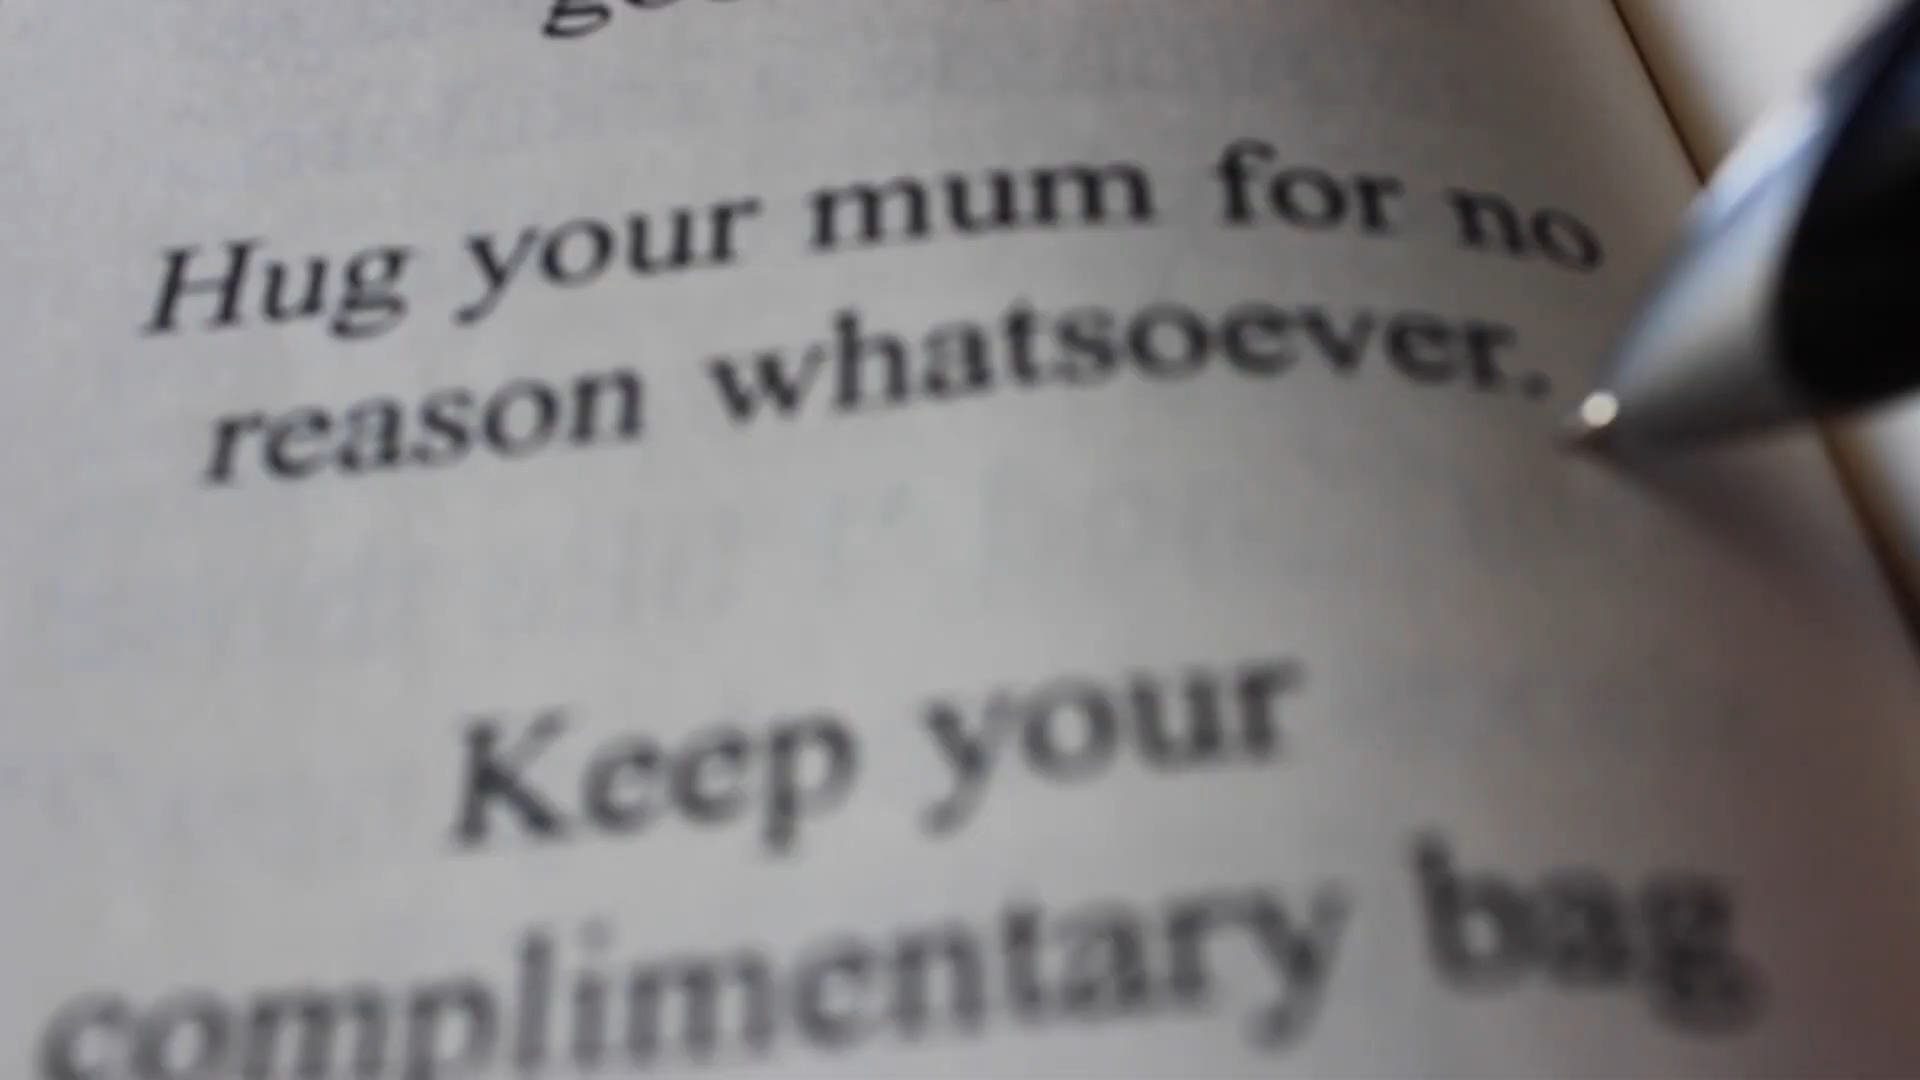 Hug your mum for no
reason whatsoever.
Keep your
complimentary bag